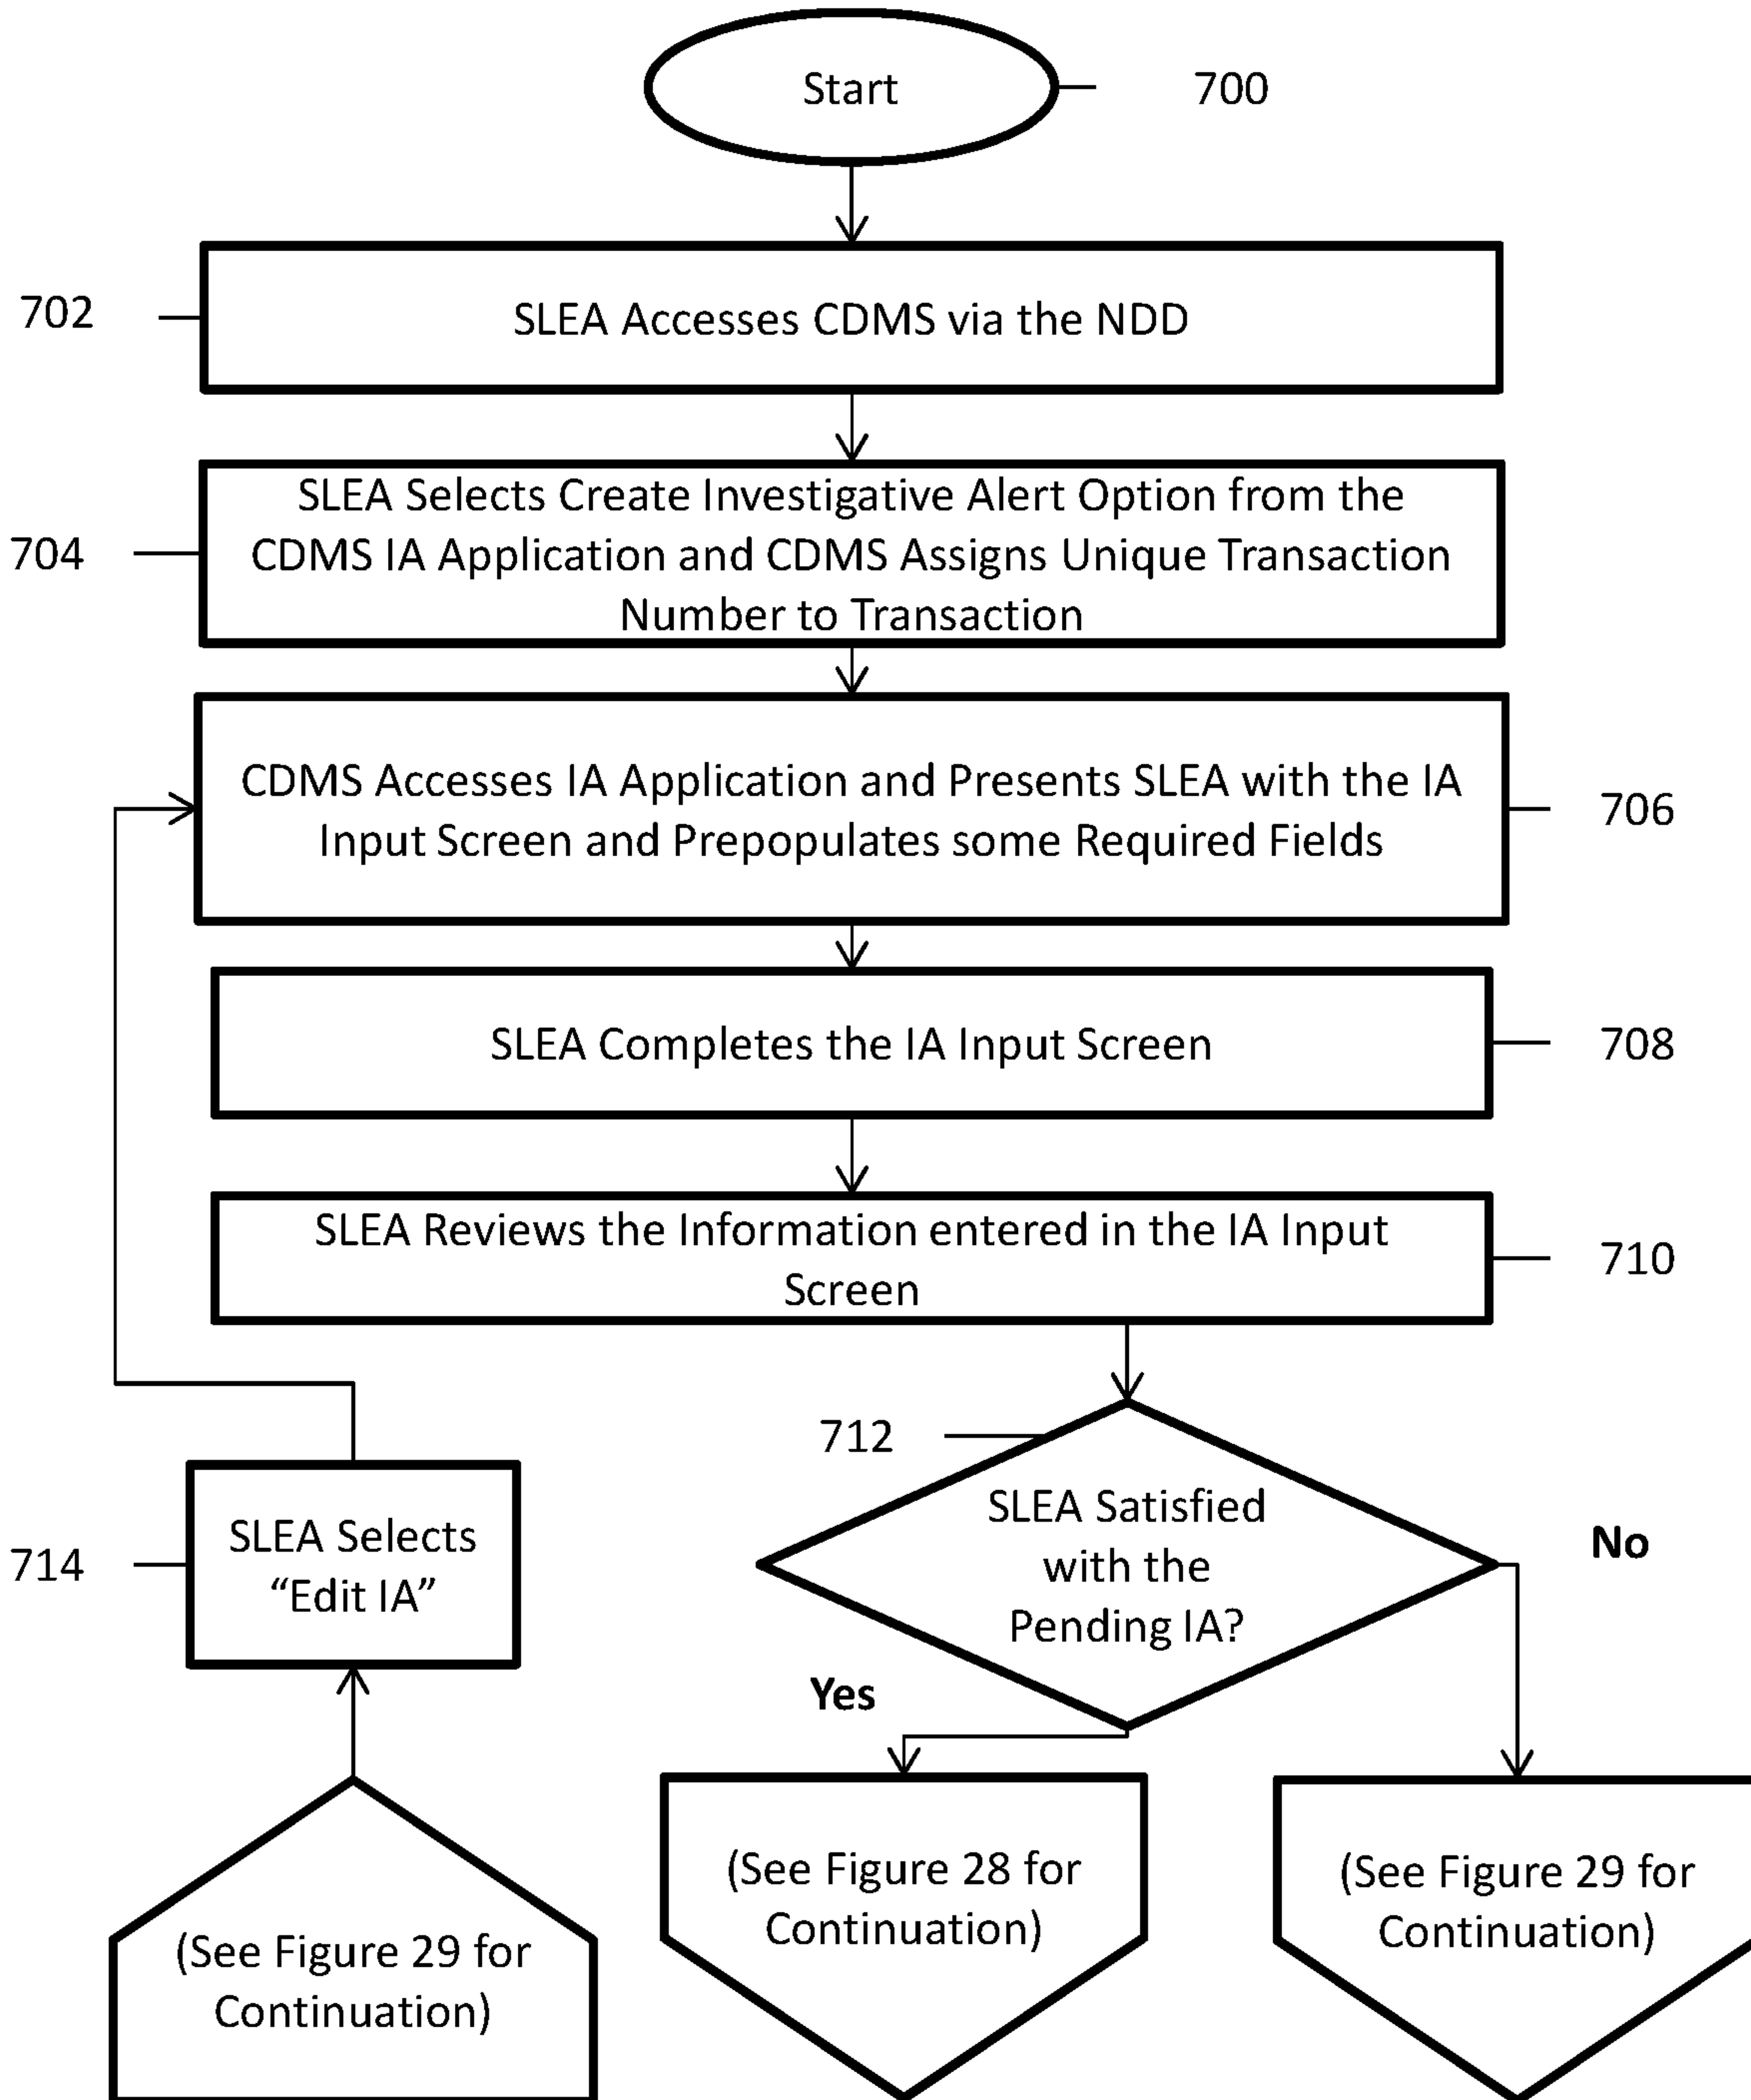 Start
700
702
SLEA Accesses CDMS via the NDD
SLEA Selects Create Investigative Alert Option from the
CDMS IA Application and CDMS Assigns Unique Transaction
Number to Transaction
704
CDMS Accesses IA Application and Presents SLEA with the IA
Input Screen and Prepopulates some Required Fields
706
SLEA Completes the IA Input Screen
708
SLEA Reviews the Information entered in the IA Input
Screen
710
712
SLEA Satisfied
with the
Pending IA?
No
Yes
714
SLEA Selects
“Edit IA”
(See Figure 29 for
Continuation)
(See Figure 28 for
Continuation)
(See Figure 29 for
Continuation)